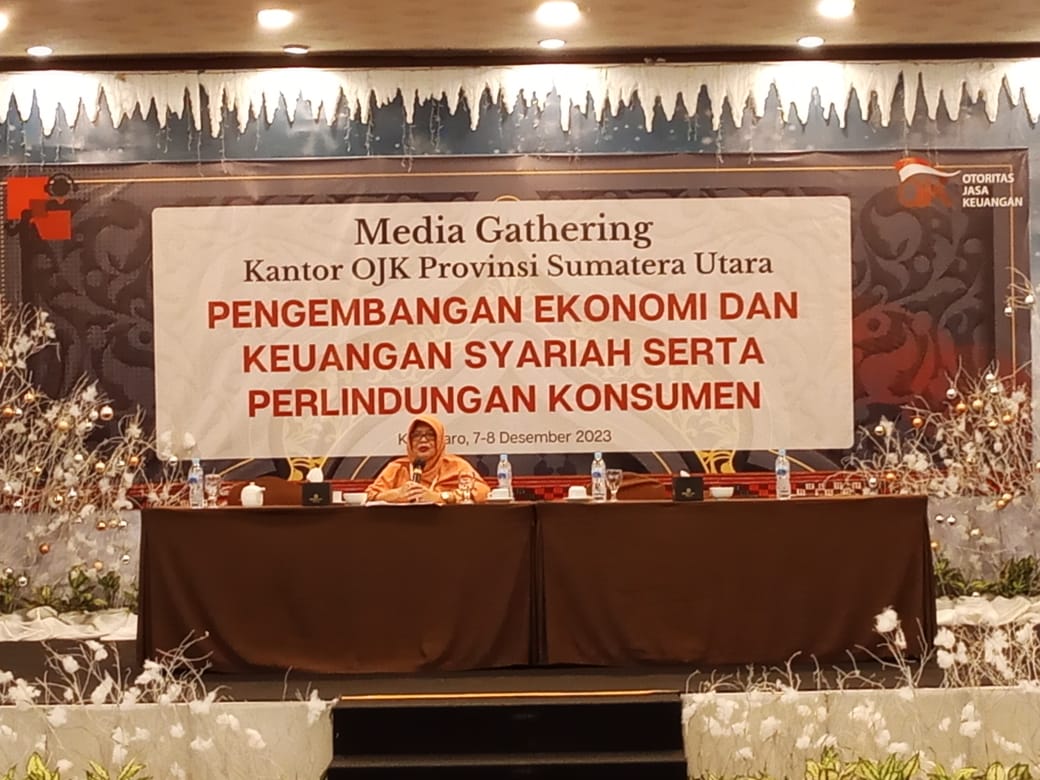 OTORITAS
JASA
KEUANGAN
Media Gathering
Kantor OJK Provinsi Sumatera Utara
PENGEMBANGAN EKONOMI DAN
KEUANGAN SYARIAH SERTA
PERLINDUNGAN KONSUMEN
7-8 Desember 2023